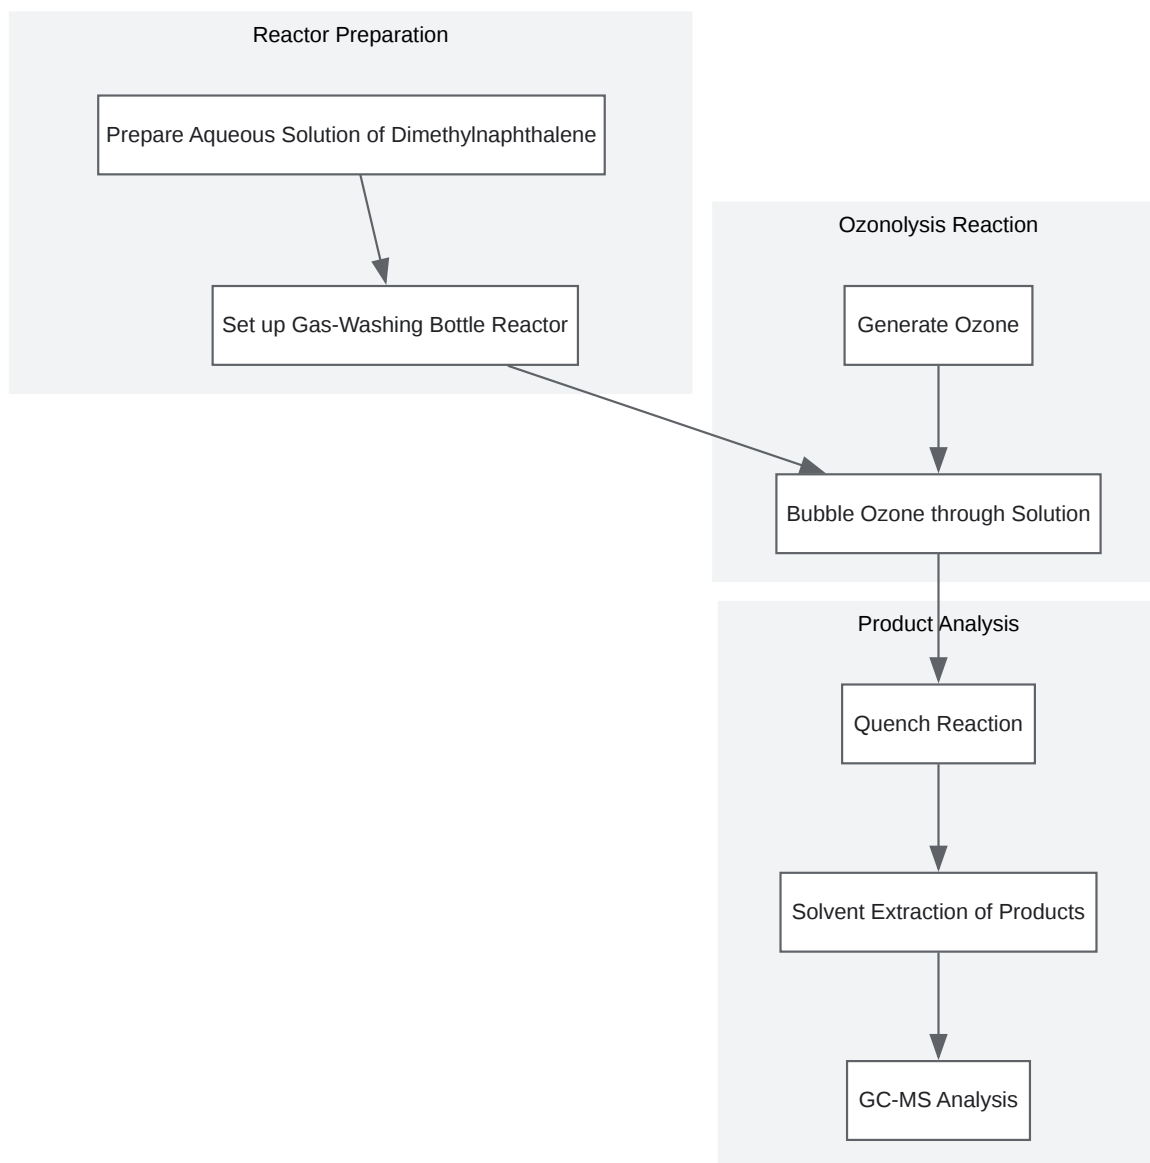 Reactor Preparation
Prepare Aqueous Solution of Dimethylnaphthalene
Set up Gas-Washing Bottle Reactor
Ozonolysis Reaction
Generate Ozone
Bubble Ozone through Solution
Product Analysis
Quench Reaction
Solvent Extraction of Products
GC-MS Analysis